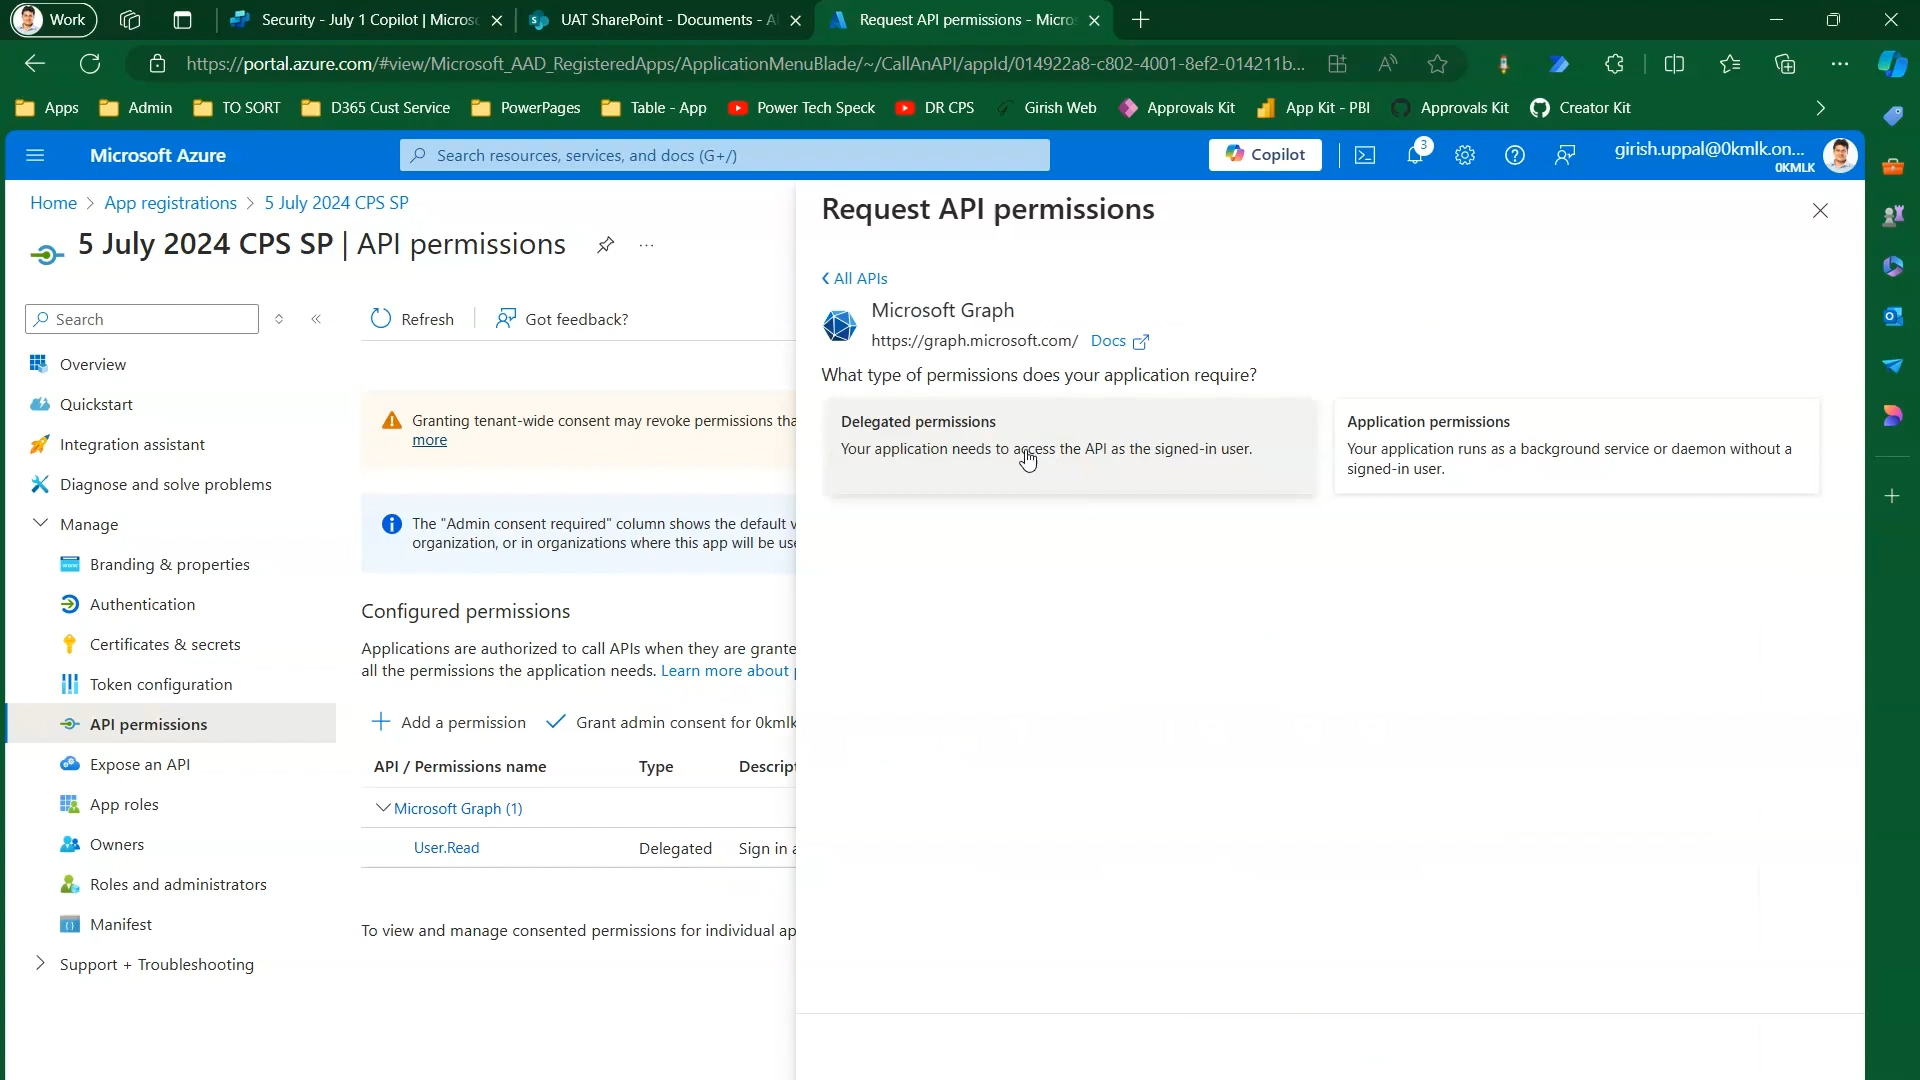 Work
Security - July 1 Copilot | Micros
UAT SharePoint - Documents - A
Request API permissions - Micro
https://portal.azure.com/#view/Microsoft_AAD_RegisteredApps/ApplicationMenuBlade/~/CallAnAPI/appId/014922a8-c802-4001-8ef2-014211b...
Apps
Admin
TO SORT
D365 Cust Service
PowerPages
Table - App
Power Tech Speck
DR CPS
Girish Web
Approvals Kit
App Kit - PBI
Approvals Kit
Creator Kit
Microsoft Azure
Search resources, services, and docs (G+/)
Copilot
3
girish.uppal@0kmlk.on...
0KMLK
Home > App registrations > 5 July 2024 CPS SP
5 July 2024 CPS SP | API permissions
Search
Refresh
Got feedback?
Overview
Quickstart
Integration assistant
Diagnose and solve problems
Manage
Branding & properties
Authentication
Certificates & secrets
Token configuration
API permissions
Expose an API
App roles
Owners
Roles and administrators
Manifest
Support + Troubleshooting
Granting tenant-wide consent may revoke permissions tha
more
The "Admin consent required" column shows the default v
organization, or in organizations where this app will be use
Configured permissions
Applications are authorized to call APIs when they are grante
all the permissions the application needs. Learn more about p
Add a permission
Grant admin consent for 0kmlk
API / Permissions name
Type
Descript
Microsoft Graph (1)
User.Read
Delegated
Sign in a
To view and manage consented permissions for individual ap
Request API permissions
All APIs
Microsoft Graph
https://graph.microsoft.com/ Docs
What type of permissions does your application require?
Delegated permissions
Your application needs to access the API as the signed-in user.
Application permissions
Your application runs as a background service or daemon without a
signed-in user.